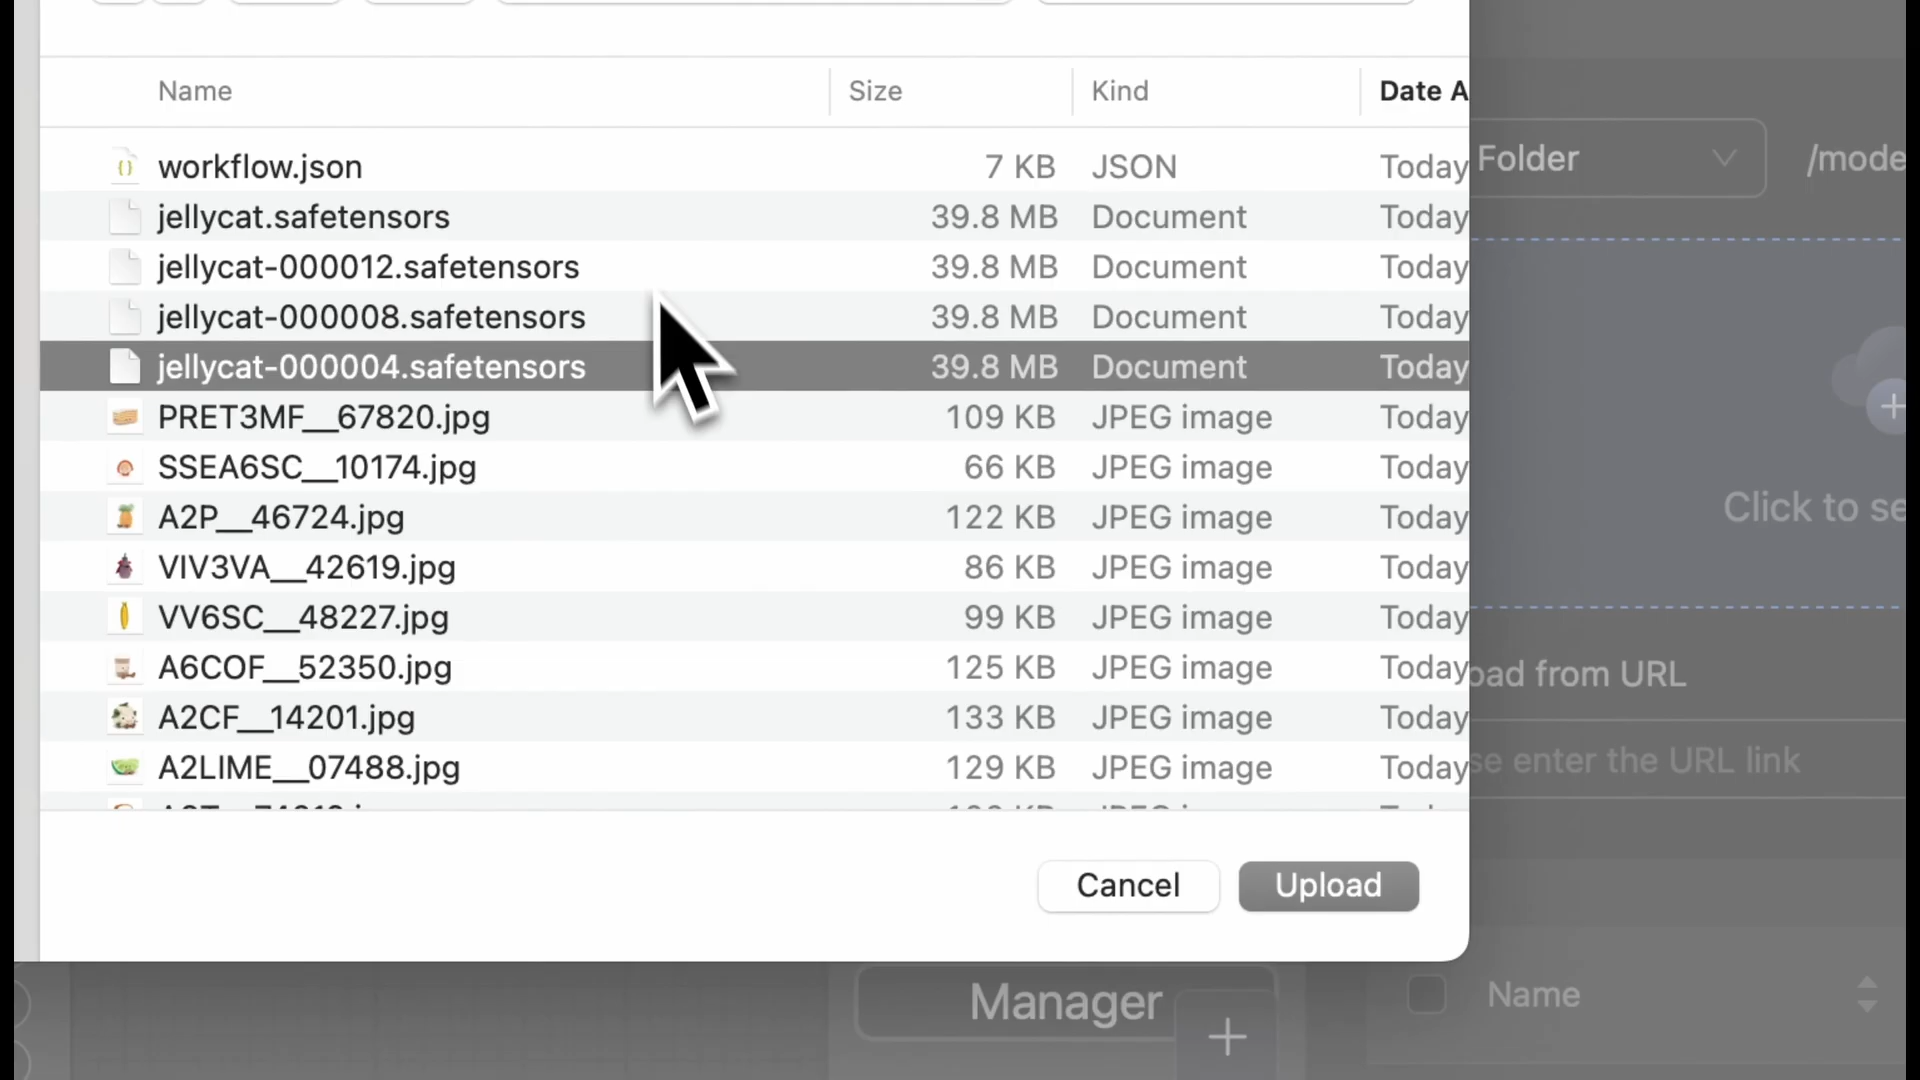 Name Size Kind Date A
workflow.json 7 KB JSON Today
jellycat.safetensors 39.8 MB Document Today
jellycat-000012.safetensors 39.8 MB Document Today
jellycat-000008.safetensors 39.8 MB Document Today
jellycat-000004.safetensors 39.8 MB Document Today
PRET3MF__67820.jpg 109 KB JPEG image Today
SSEA6SC__10174.jpg 66 KB JPEG image Today
A2P__46724.jpg 122 KB JPEG image Today
VIV3VA__42619.jpg 86 KB JPEG image Today
VV6SC__48227.jpg 99 KB JPEG image Today
A6COF__52350.jpg 125 KB JPEG image Today
A2CF__14201.jpg 133 KB JPEG image Today
A2LIME__07488.jpg 129 KB JPEG image Today
Cancel Upload
Folder /mode
Click to se
oad from URL
se enter the URL link
Manager
Name